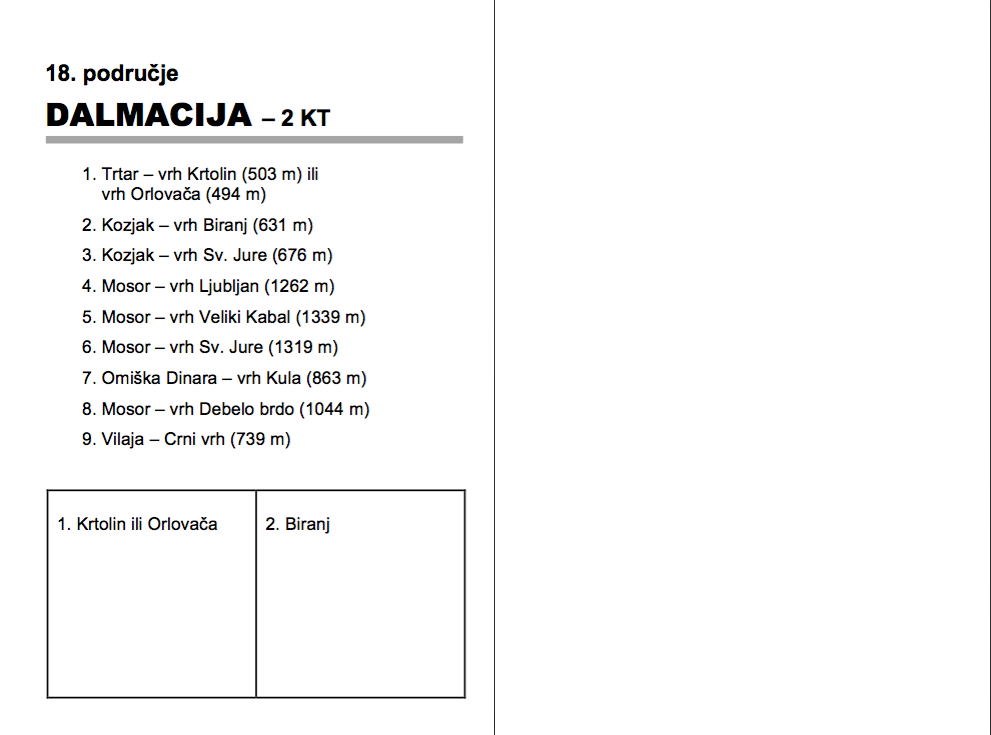 18. područje
DALMACIJA – 2 KT
1. Trtar – vrh Krtolin (503 m) ili
vrh Orlovača (494 m)
2. Kozjak – vrh Biranj (631 m)
3. Kozjak – vrh Sv. Jure (676 m)
4. Mosor – vrh Ljubljan (1262 m)
5. Mosor – vrh Veliki Kabal (1339 m)
6. Mosor – vrh Sv. Jure (1319 m)
7. Omiška Dinara – vrh Kula (863 m)
8. Mosor – vrh Debelo brdo (1044 m)
9. Vilaja – Crni vrh (739 m)
1. Krtolin ili Orlovača
2. Biranj